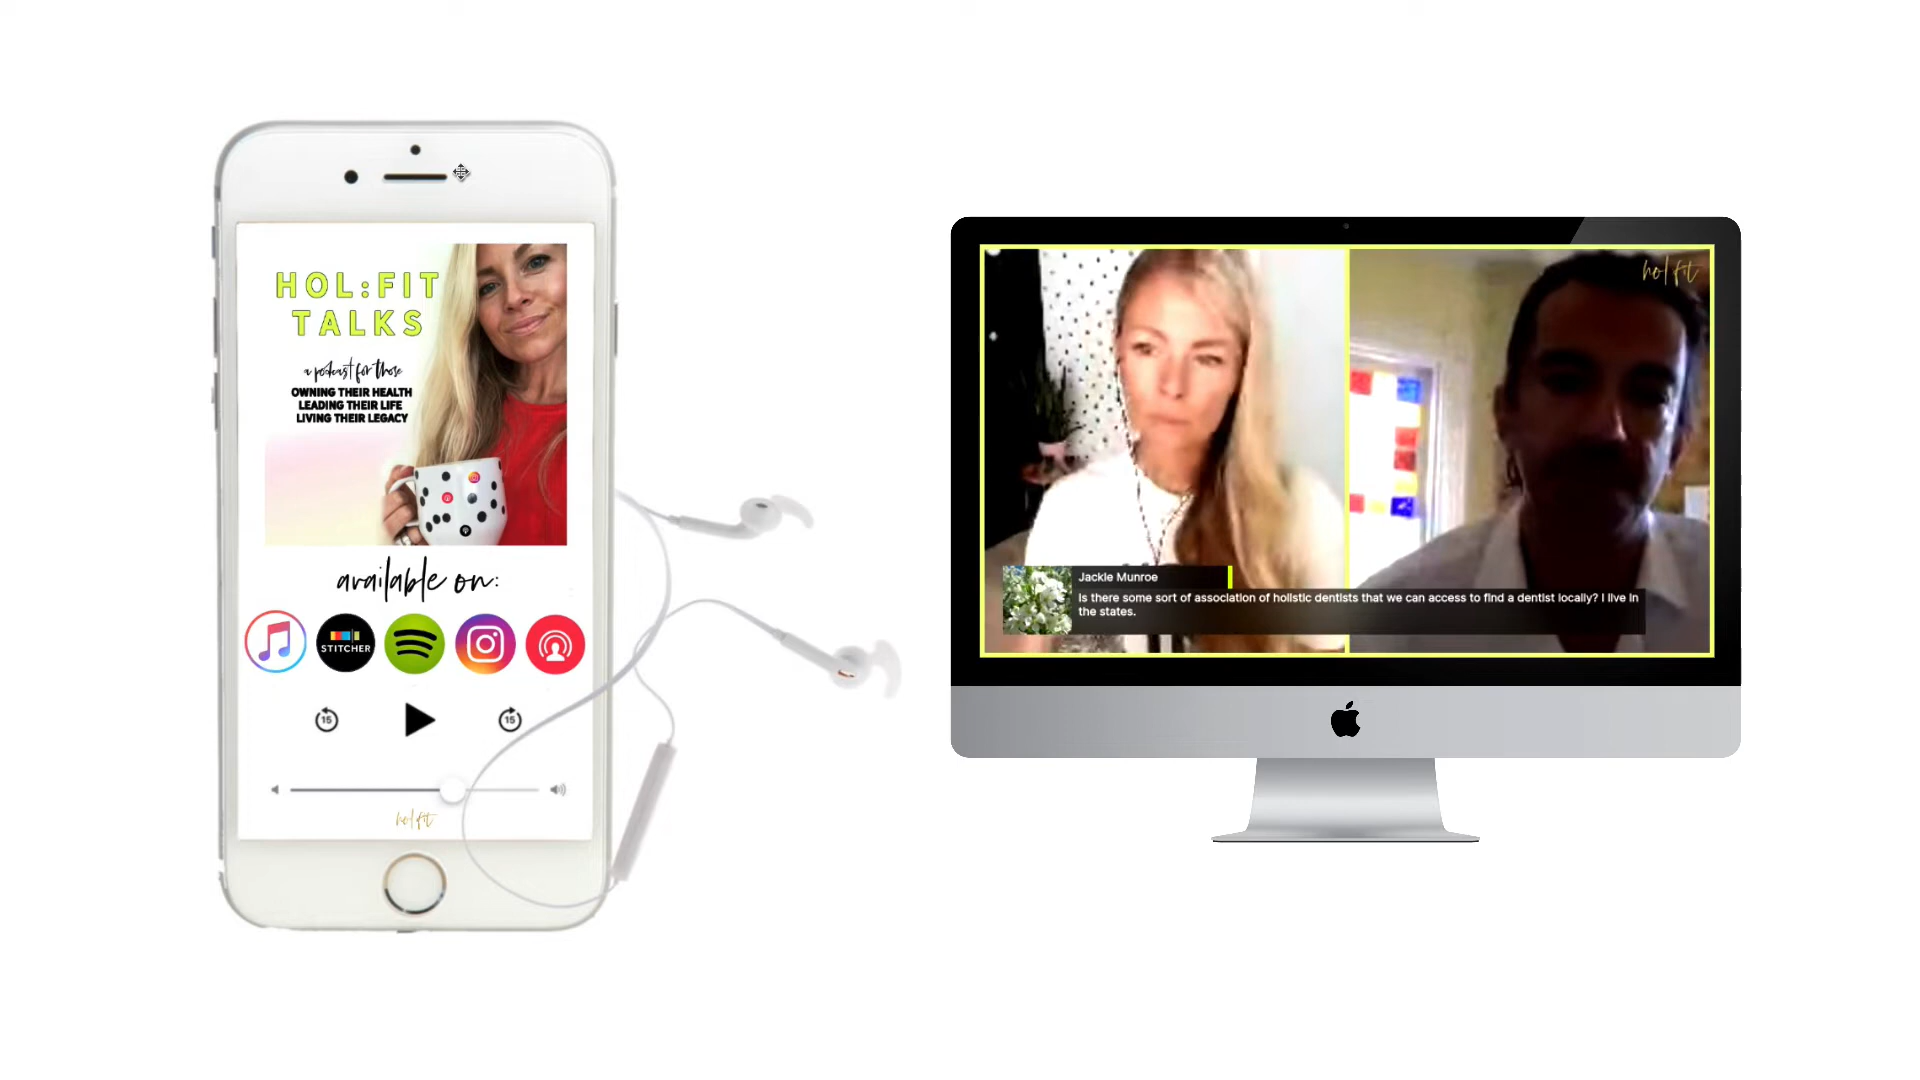 HOL:FIT
TALKS
a podcast for those
OWNING THEIR HEALTH
LEADING THEIR LIFE
LIVING THEIR LEGACY
available on:
STITCHER
15
15
hol fit
hol fit
Jackie Munroe
Is there some sort of association of holistic dentists that we can access to find a dentist locally? I live in
the states.